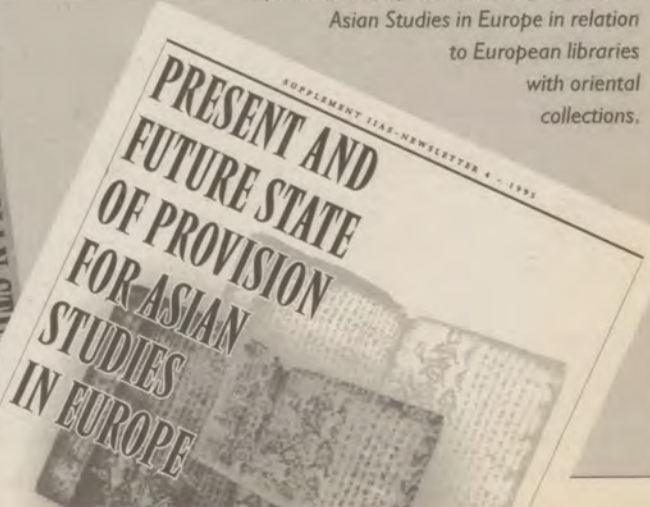 Asian Studies in Europe in relation
to European libraries
with oriental
collections.
SUPPLEMENT IIAS-NEWSLETTER 4 - 1995
PRESENT AND
FUTURE STATE
OF PROVISION
FOR ASIAN
STUDIES
IN EUROPE